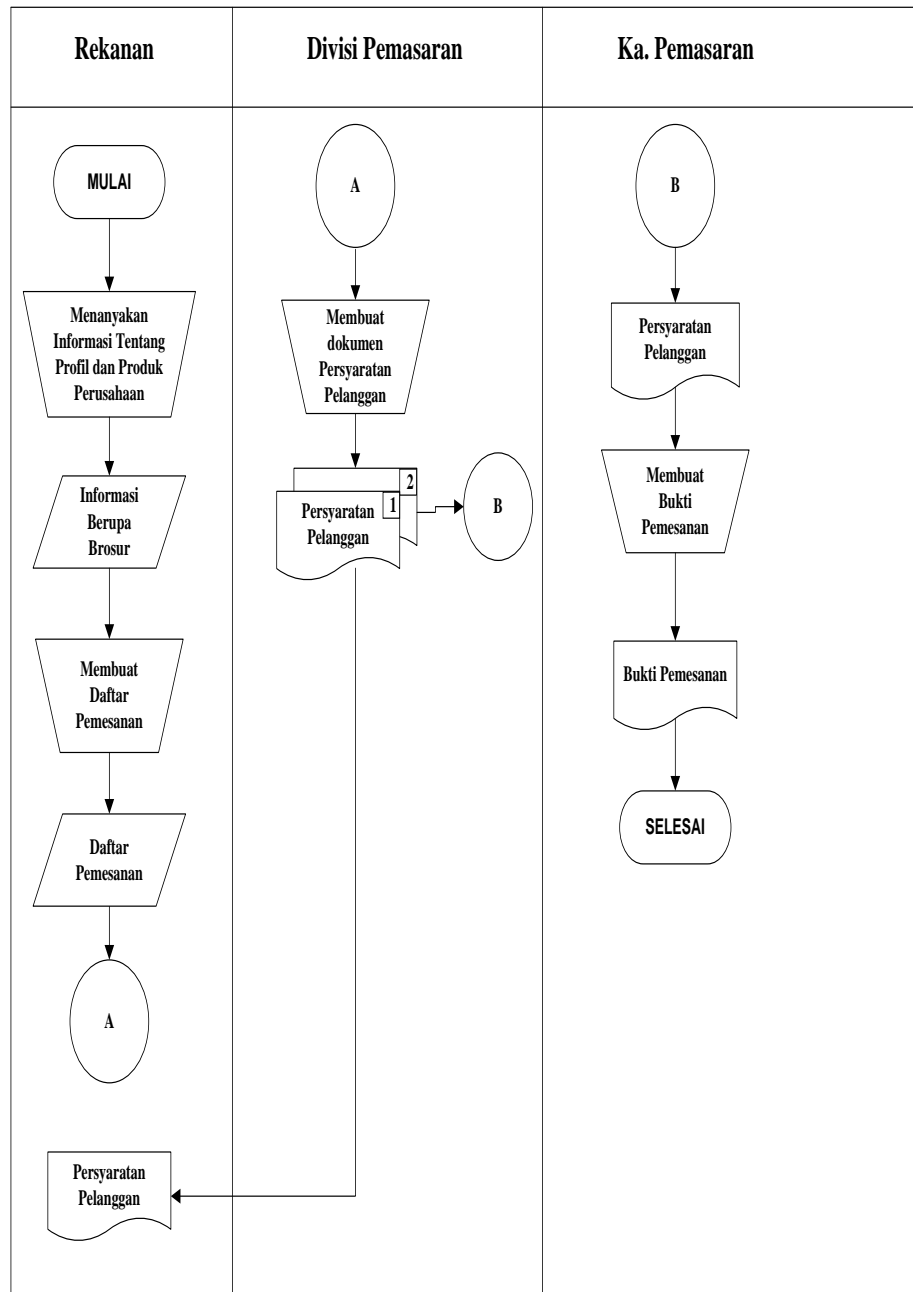 Rekanan
Divisi Pemasaran
Ka. Pemasaran
MULAI
Menanyakan
Informasi Tentang
Profil dan Produk
Perusahaan
Informasi
Berupa
Brosur
Membuat
Daftar
Pemesanan
Daftar
Pemesanan
A
Persyaratan
Pelanggan
A
Membuat
dokumen
Persyaratan
Pelanggan
2
1
Persyaratan
Pelanggan
B
B
Persyaratan
Pelanggan
Membuat
Bukti
Pemesanan
Bukti Pemesanan
SELESAI